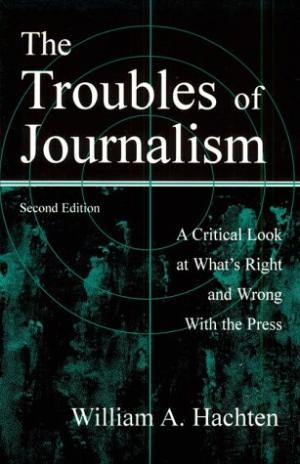 The
Troubles of
Journalism
Second Edition
A Critical Look
at What's Right
and Wrong
With the Press
William A. Hachten